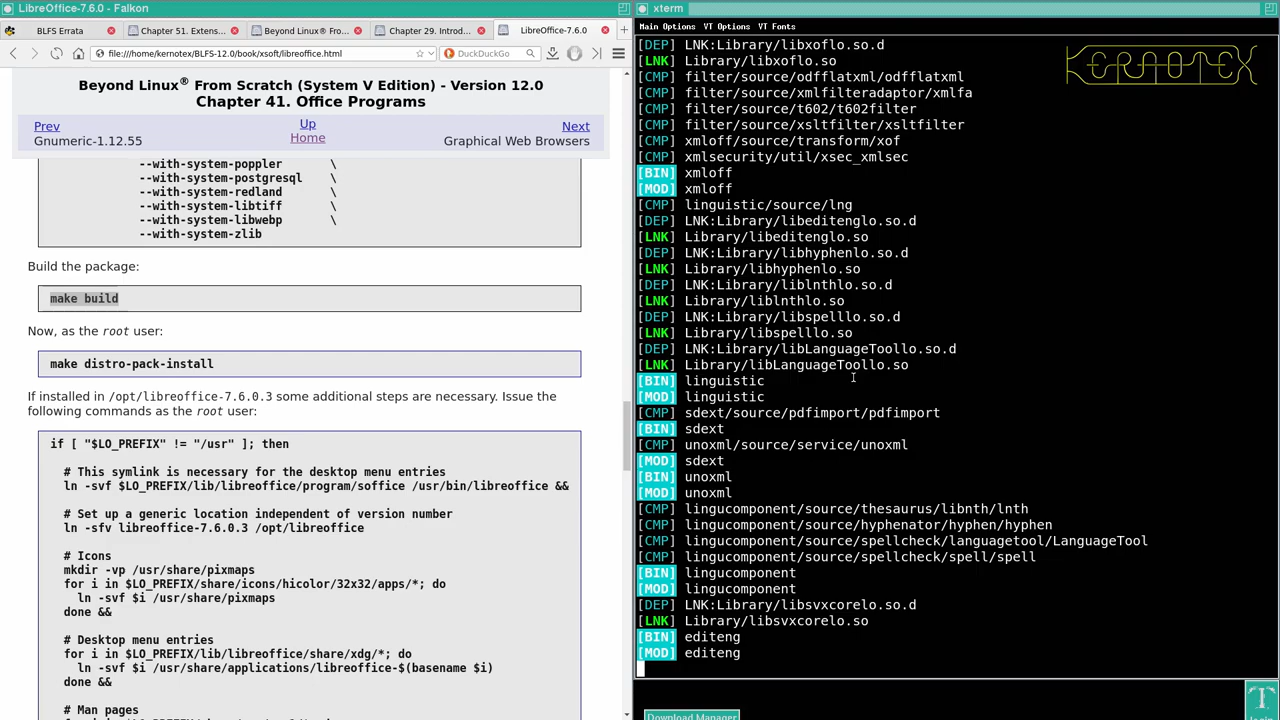 LibreOffice-7.6.0 - Falkon
BLFS Errata
Chapter 51. Extens...
Beyond Linux® Fro...
Chapter 29. Introd...
LibreOffice-7.6.0
file:///home/kernotex/BLFS-12.0/book/xsoft/libreoffice.html
DuckDuckGo
Beyond Linux® From Scratch (System V Edition) - Version 12.0
Chapter 41. Office Programs
Prev
Up
Next
Gnumeric-1.12.55
Home
Graphical Web Browsers
--with-system-poppler \
--with-system-postgresql \
--with-system-redland \
--with-system-libtiff \
--with-system-libwebp \
--with-system-zlib
Build the package:
make build
Now, as the root user:
make distro-pack-install
If installed in /opt/libreoffice-7.6.0.3 some additional steps are necessary. Issue the
following commands as the root user:
if [ "$LO_PREFIX" != "/usr" ]; then
# This symlink is necessary for the desktop menu entries
ln -svf $LO_PREFIX/lib/libreoffice/program/soffice /usr/bin/libreoffice &&
# Set up a generic location independent of version number
ln -sfv libreoffice-7.6.0.3 /opt/libreoffice
# Icons
mkdir -vp /usr/share/pixmaps
for i in $LO_PREFIX/share/icons/hicolor/32x32/apps/*; do
ln -svf $i /usr/share/pixmaps
done &&
# Desktop menu entries
for i in $LO_PREFIX/lib/libreoffice/share/xdg/*; do
ln -svf $i /usr/share/applications/libreoffice-$(basename $i)
done &&
# Man pages
xterm
Main Options VT Options VT Fonts
KERNOTEX
[DEP] LNK:Library/libxoflo.so.d
[LNK] Library/libxoflo.so
[CMP] filter/source/odfflatxml/odfflatxml
[CMP] filter/source/xmlfilteradaptor/xmlfa
[CMP] filter/source/t602/t602filter
[CMP] filter/source/xsltfilter/xsltfilter
[CMP] xmloff/source/transform/xof
[CMP] xmlsecurity/util/xsec_xmlsec
[BIN] xmloff
[MOD] xmloff
[CMP] linguistic/source/lng
[DEP] LNK:Library/libeditenglo.so.d
[LNK] Library/libeditenglo.so
[DEP] LNK:Library/libhyphenlo.so.d
[LNK] Library/libhyphenlo.so
[DEP] LNK:Library/liblnthlo.so.d
[LNK] Library/liblnthlo.so
[DEP] LNK:Library/libspelllo.so.d
[LNK] Library/libspelllo.so
[DEP] LNK:Library/libLanguageToollo.so.d
[LNK] Library/libLanguageToollo.so
[BIN] linguistic
[MOD] linguistic
[CMP] sdext/source/pdfimport/pdfimport
[BIN] sdext
[CMP] unoxml/source/service/unoxml
[MOD] sdext
[BIN] unoxml
[MOD] unoxml
[CMP] lingucomponent/source/thesaurus/libnth/lnth
[CMP] lingucomponent/source/hyphenator/hyphen/hyphen
[CMP] lingucomponent/source/spellcheck/languagetool/LanguageTool
[CMP] lingucomponent/source/spellcheck/spell/spell
[BIN] lingucomponent
[MOD] lingucomponent
[DEP] LNK:Library/libsvxcorelo.so.d
[LNK] Library/libsvxcorelo.so
[BIN] editeng
[MOD] editeng
Download Manager